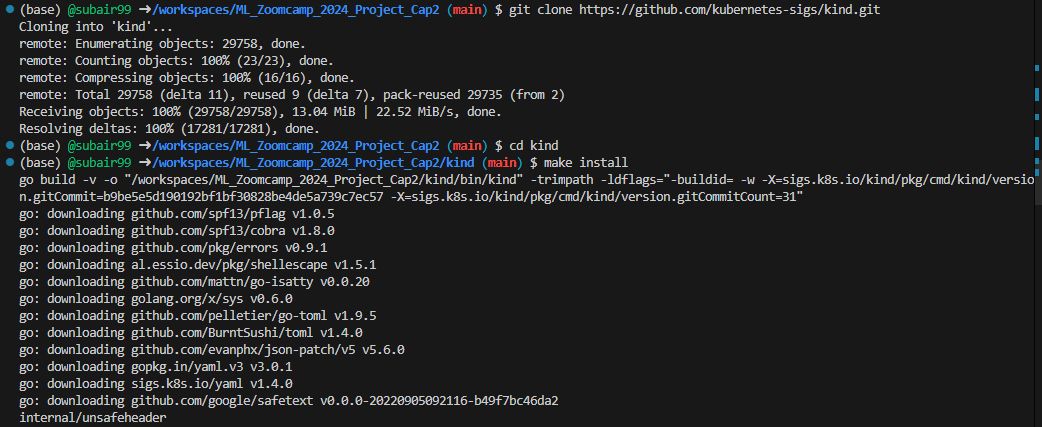 (base) @subair99 ➜/workspaces/ML_Zoomcamp_2024_Project_Cap2 (main) $ git clone https://github.com/kubernetes-sigs/kind.git
Cloning into 'kind'...
remote: Enumerating objects: 29758, done.
remote: Counting objects: 100% (23/23), done.
remote: Compressing objects: 100% (16/16), done.
remote: Total 29758 (delta 11), reused 9 (delta 7), pack-reused 29735 (from 2)
Receiving objects: 100% (29758/29758), 13.04 MiB | 22.52 MiB/s, done.
Resolving deltas: 100% (17281/17281), done.
(base) @subair99 ➜/workspaces/ML_Zoomcamp_2024_Project_Cap2 (main) $ cd kind
(base) @subair99 ➜/workspaces/ML_Zoomcamp_2024_Project_Cap2/kind (main) $ make install
go build -v -o "/workspaces/ML_Zoomcamp_2024_Project_Cap2/kind/bin/kind" -trimpath -ldflags="-buildid= -w -X=sigs.k8s.io/kind/pkg/cmd/kind/versio
n.gitCommit=b9be5e5d190192bf1bf30828be4de5a739c7ec57 -X=sigs.k8s.io/kind/pkg/cmd/kind/version.gitCommitCount=31"
go: downloading github.com/spf13/pflag v1.0.5
go: downloading github.com/spf13/cobra v1.8.0
go: downloading github.com/pkg/errors v0.9.1
go: downloading al.essio.dev/pkg/shellescape v1.5.1
go: downloading github.com/mattn/go-isatty v0.0.20
go: downloading golang.org/x/sys v0.6.0
go: downloading github.com/pelletier/go-toml v1.9.5
go: downloading github.com/BurntSushi/toml v1.4.0
go: downloading github.com/evanphx/json-patch/v5 v5.6.0
go: downloading gopkg.in/yaml.v3 v3.0.1
go: downloading sigs.k8s.io/yaml v1.4.0
go: downloading github.com/google/safetext v0.0.0-20220905092116-b49f7bc46da2
internal/unsafeheader